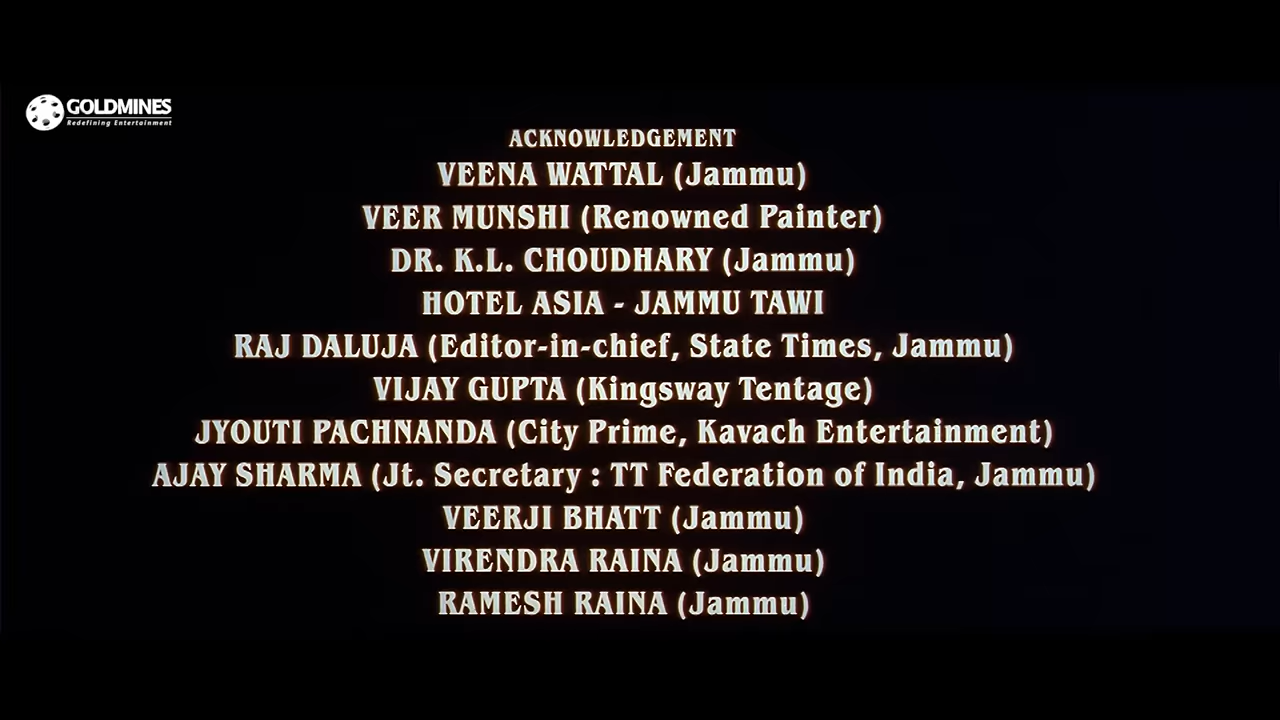 GOLDMINES
Redefining Entertainment
ACKNOWLEDGEMENT
VEENA WATTAL (Jammu)
VEER MUNSHI (Renowned Painter)
DR. K.L. CHOUDHARY (Jammu)
HOTEL ASIA - JAMMU TAWI
RAJ DALUJA (Editor-in-chief, State Times, Jammu)
VIJAY GUPTA (Kingsway Tentage)
JYOUTI PACHNANDA (City Prime, Kavach Entertainment)
AJAY SHARMA (Jt. Secretary : TT Federation of India, Jammu)
VEERJI BHATT (Jammu)
VIRENDRA RAINA (Jammu)
RAMESH RAINA (Jammu)